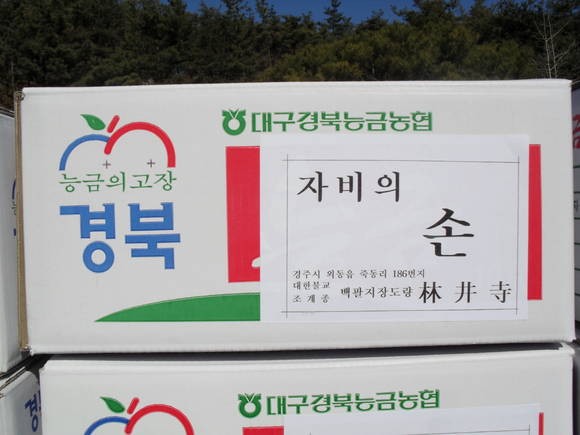 대구경북능금농협
능금의고장
경북
자비의
손
경주시 외동읍 죽동리 186번지
대한불교
조계종 백팔지장도량 林井寺
대구경북능금농협